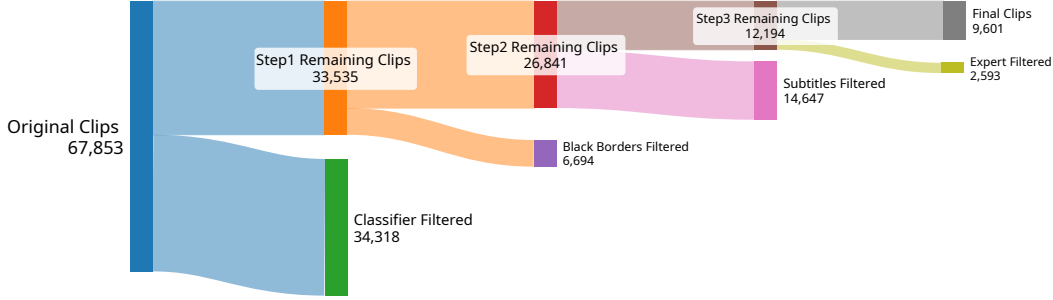 Original Clips
67,853
Step1 Remaining Clips
33,535
Classifier Filtered
34,318
Step2 Remaining Clips
26,841
Black Borders Filtered
6,694
Step3 Remaining Clips
12,194
Subtitles Filtered
14,647
Final Clips
9,601
Expert Filtered
2,593